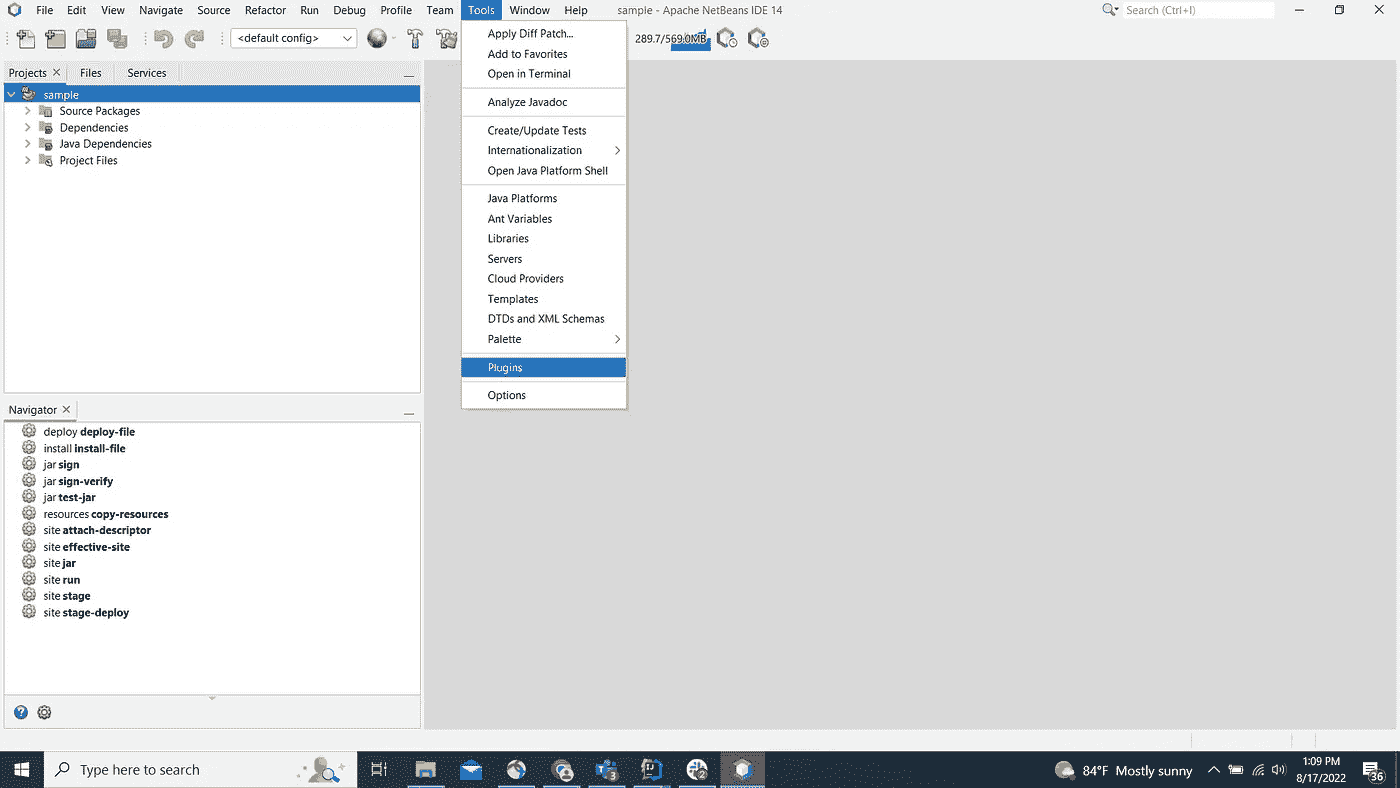 File Edit View Navigate Source Refactor Run Debug Profile Team Tools Window Help sample - Apache NetBeans IDE 14 Search (Ctrl+I)
<default config> 289.7/569.0MB
Projects Files Services
sample
Source Packages
Dependencies
Java Dependencies
Project Files
Apply Diff Patch...
Add to Favorites
Open in Terminal
Analyze Javadoc
Create/Update Tests
Internationalization
Open Java Platform Shell
Java Platforms
Ant Variables
Libraries
Servers
Cloud Providers
Templates
DTDs and XML Schemas
Palette
Plugins
Options
Navigator
deploy deploy-file
install install-file
jar sign
jar sign-verify
jar test-jar
resources copy-resources
site attach-descriptor
site effective-site
site jar
site run
site stage
site stage-deploy
Type here to search
3
2
84°F Mostly sunny
1:09 PM
8/17/2022
36